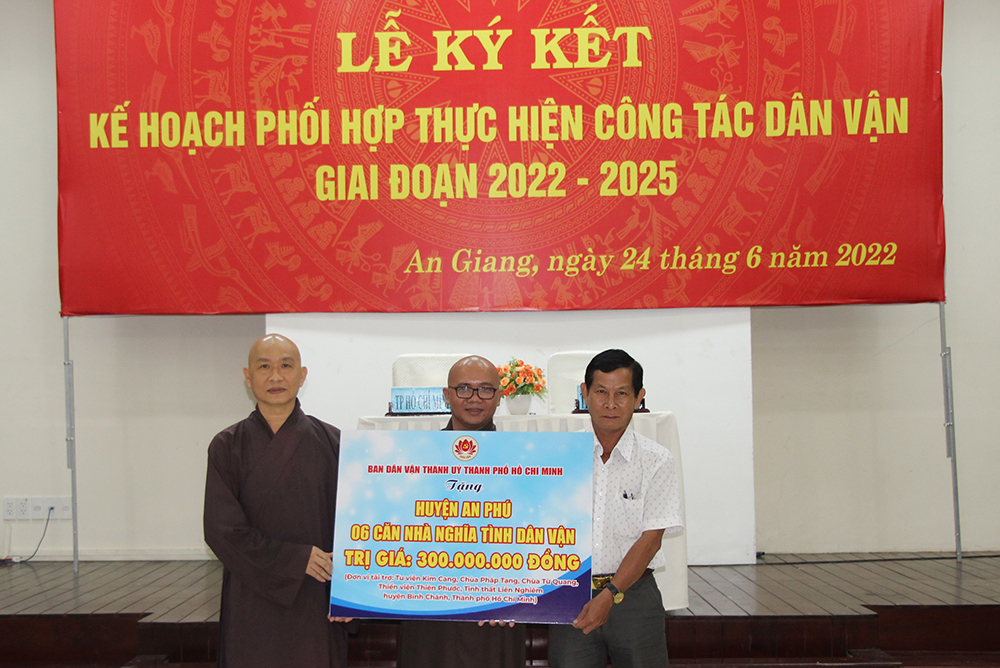 LỄ KÝ KẾT
KẾ HOẠCH PHỐI HỢP THỰC HIỆN CÔNG TÁC DÂN VẬN
GIAI ĐOẠN 2022 - 2025
An Giang, ngày 24 tháng 6 năm 2022
TP HỒ CHÍ
BAN DÂN VẬN THÀNH UỶ THÀNH PHỐ HỒ CHÍ MINH
Tặng
HUYỆN AN PHÚ
06 CĂN NHÀ NGHĨA TÌNH DÂN VẬN
TRỊ GIÁ: 300.000.000 ĐỒNG
(Đơn vị tài trợ: Tu viện Kim Cang, Chùa Pháp Tạng, Chùa Từ Quang,
Thiền viện Thiện Phước, Tịnh thất Liên Nghiêm
huyện Bình Chánh, Thành phố Hồ Chí Minh)